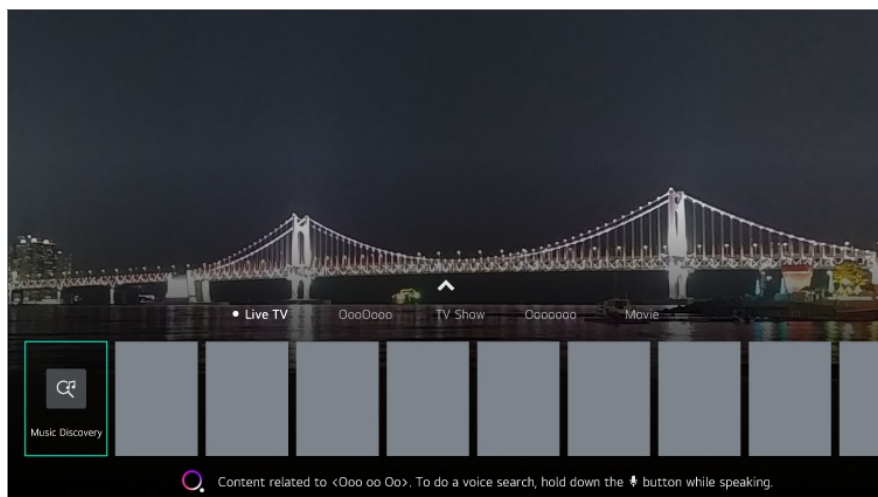 Live TV
OooOooo
TV Show
Ooooooo
Movie
Music Discovery
Content related to <Ooo oo Oo>. To do a voice search, hold down the button while speaking.